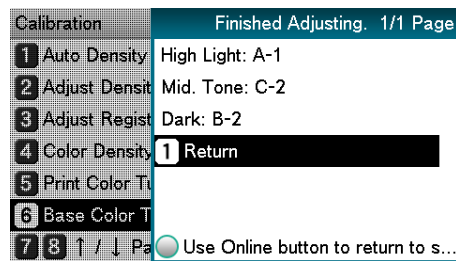 Calibration
1 Auto Density
2 Adjust Densit
3 Adjust Regist
4 Color Density
5 Print Color Tu
6 Base Color T
7 8 ↑ / ↓ Pa
Finished Adjusting. 1/1 Page
High Light: A-1
Mid. Tone: C-2
Dark: B-2
1 Return
Use Online button to return to s...